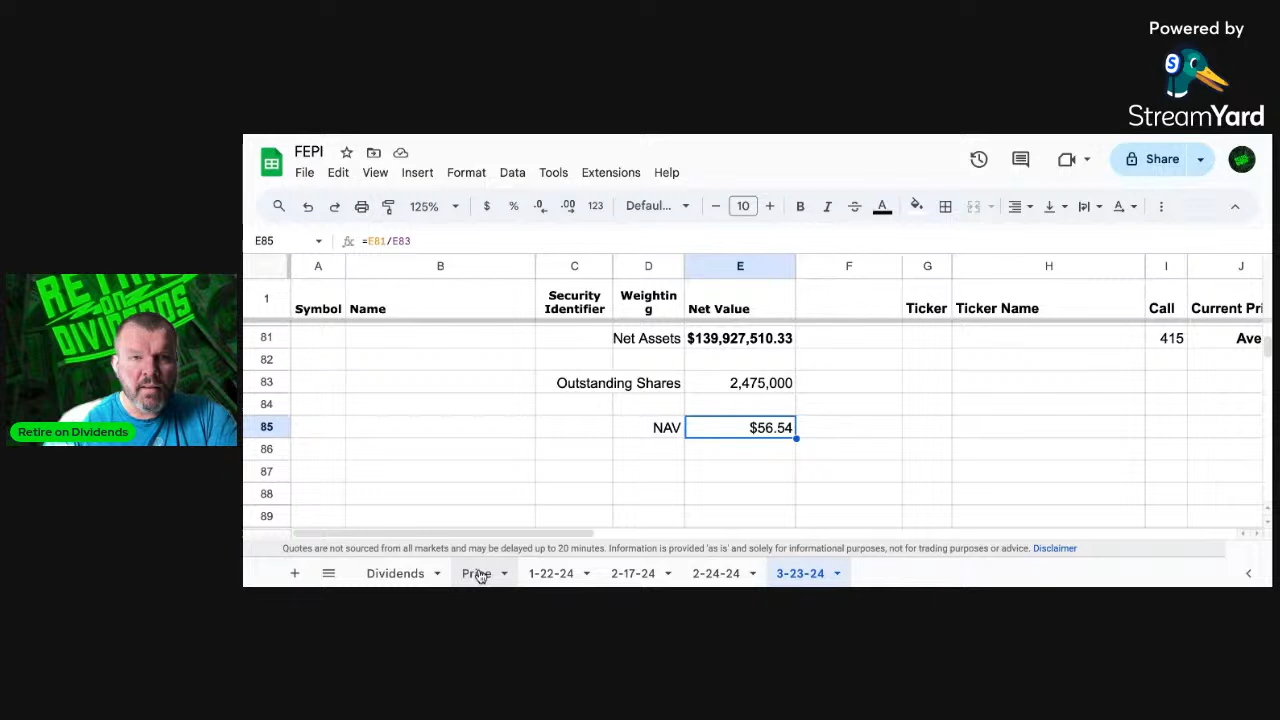 Powered by
S
StreamYard
RETIRE
ON
DIVIDENDS
Retire on Dividends
FEPI
File Edit View Insert Format Data Tools Extensions Help
Share
125% $ % .0 .00 123 Defaul... − 10 + B I A
E85 fx =E81/E83
A B C D E F G H I J
1 Symbol Name Security Identifier Weightin g Net Value Ticker Ticker Name Call Current Pri
81 Net Assets $139,927,510.33 415 Ave
82
83 Outstanding Shares 2,475,000
84
85 NAV $56.54
86
87
88
89
Quotes are not sourced from all markets and may be delayed up to 20 minutes. Information is provided 'as is' and solely for informational purposes, not for trading purposes or advice. Disclaimer
+ Dividends Price 1-22-24 2-17-24 2-24-24 3-23-24